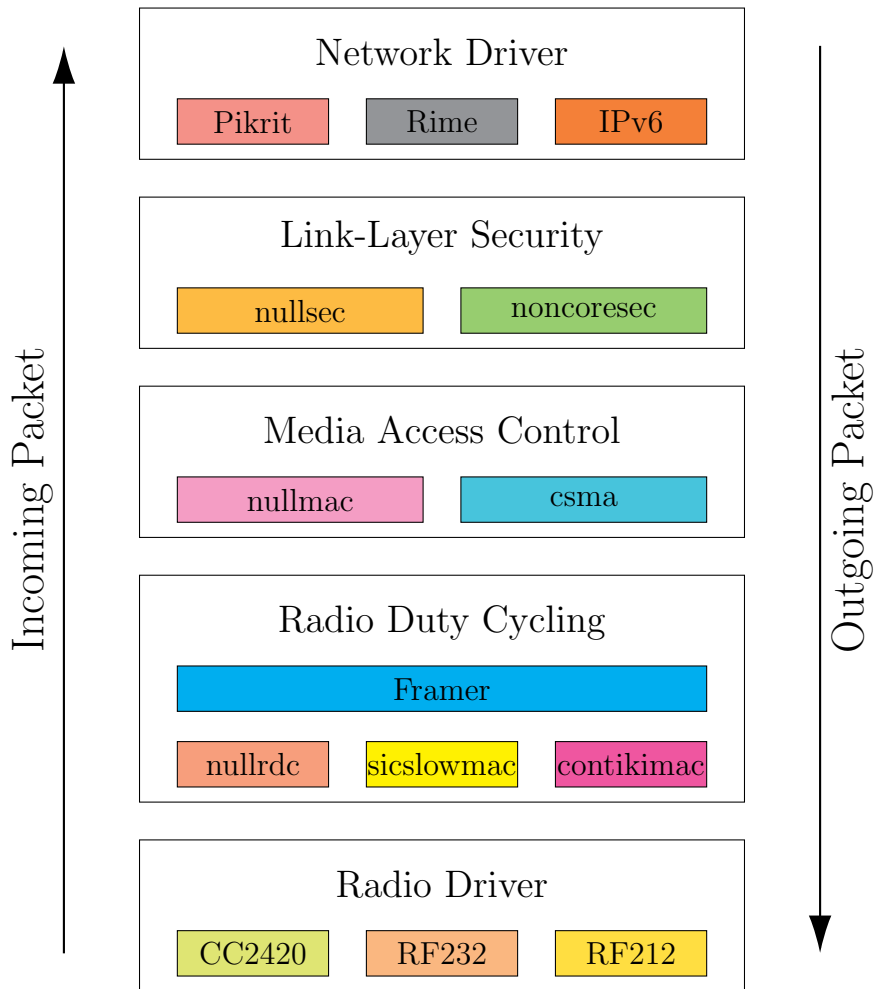 Network Driver
Pikrit
Rime
IPv6
Link-Layer Security
nullsec
noncoresec
Media Access Control
nullmac
csma
Radio Duty Cycling
Framer
nullrdc
sicslowmac
contikimac
Radio Driver
CC2420
RF232
RF212
Incoming Packet
Outgoing Packet